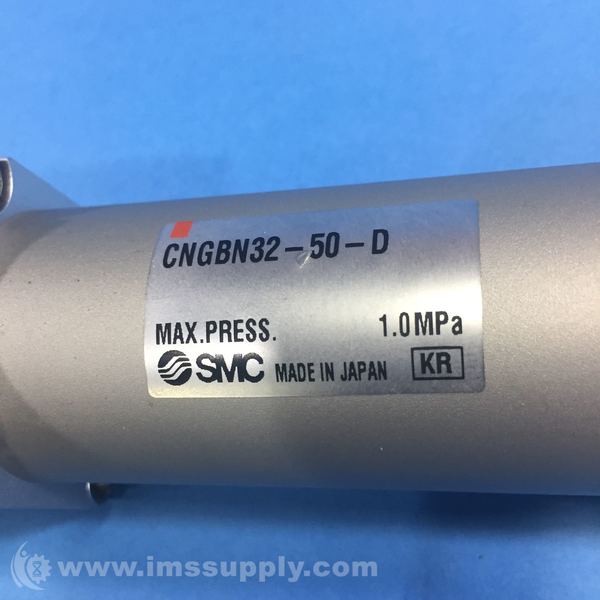 CNGBN32-50-D
MAX.PRESS. 1.0MPa
SMC MADE IN JAPAN KR
www.imssupply.com